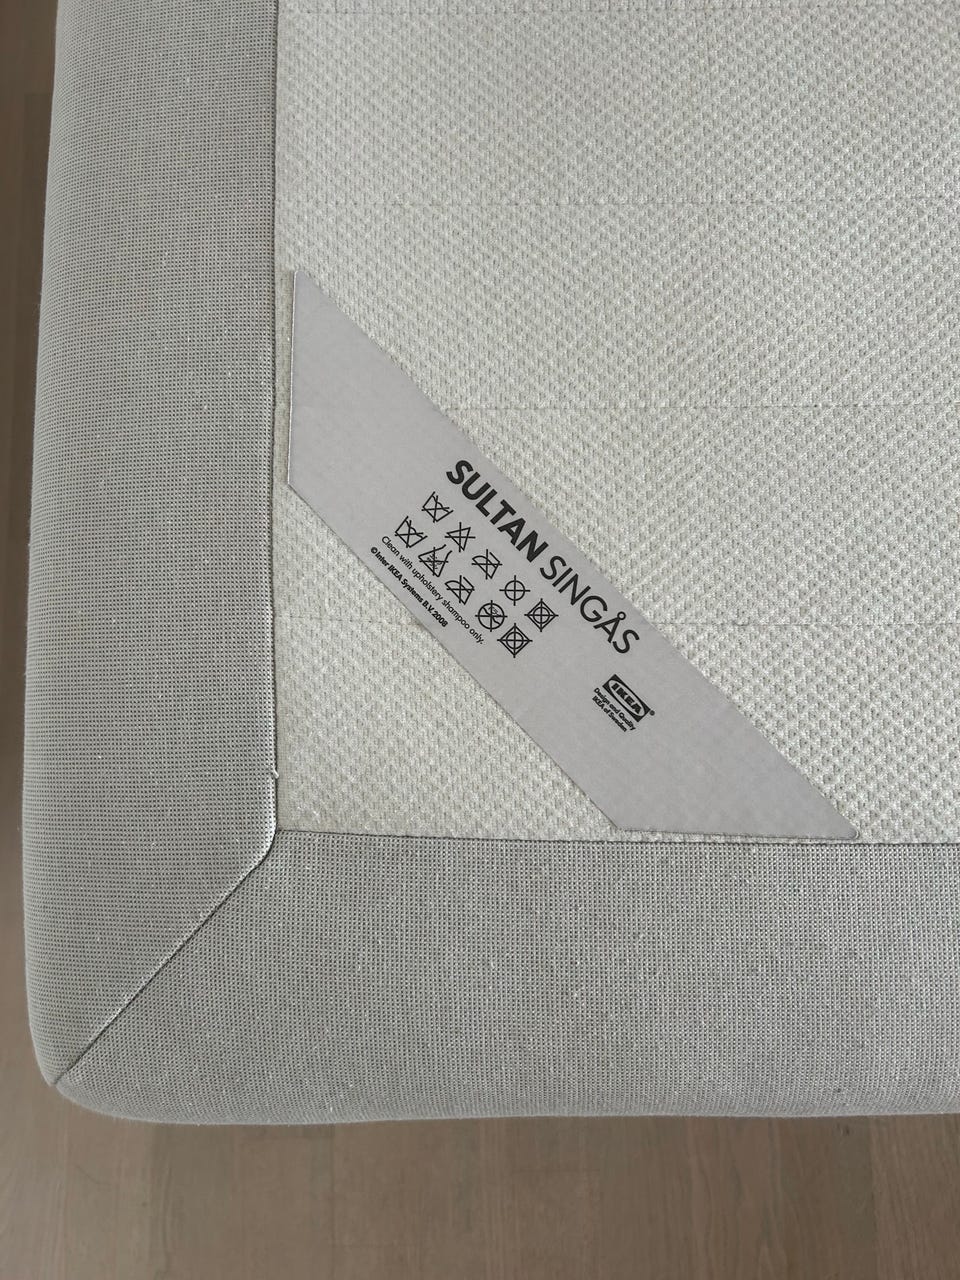 SULTAN SINGÅS
Clean with upholstery shampoo only.
© Inter IKEA Systems B.V. 2008
IKEA®
Design and Quality
IKEA of Sweden